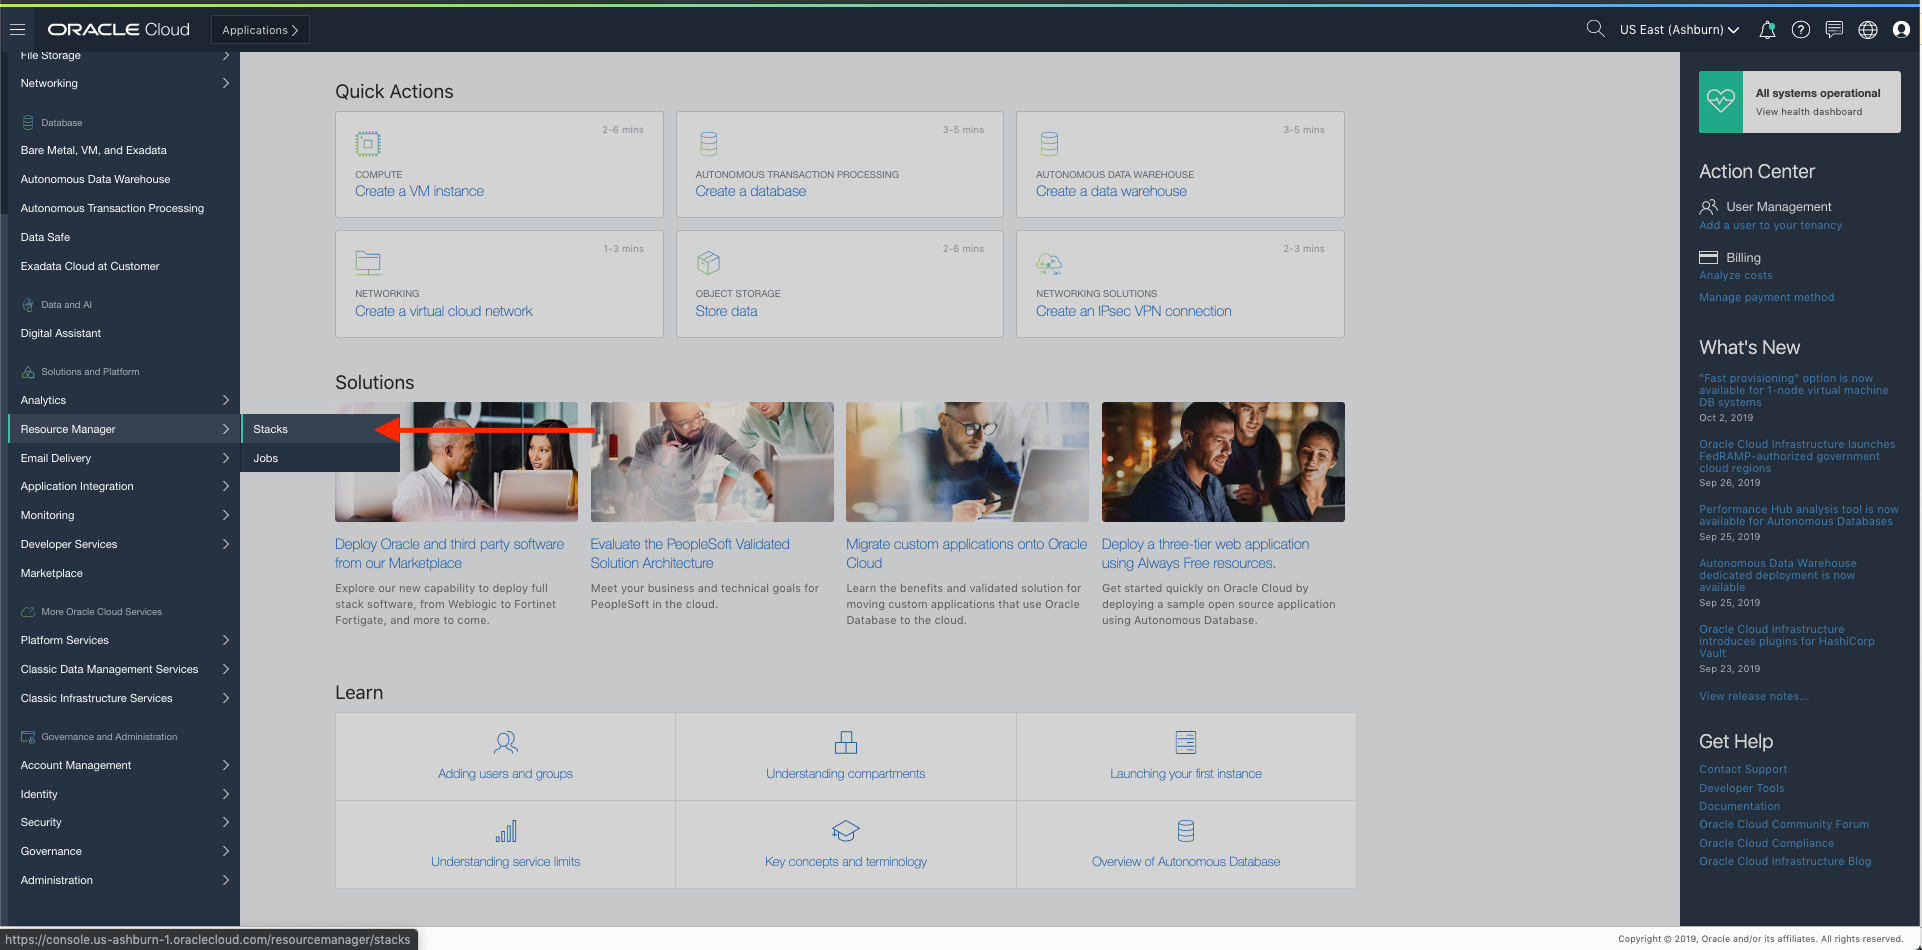 ORACLE Cloud
Applications
US East (Ashburn)
File Storage
Networking
Database
Bare Metal, VM, and Exadata
Autonomous Data Warehouse
Autonomous Transaction Processing
Data Safe
Exadata Cloud at Customer
Data and AI
Digital Assistant
Solutions and Platform
Analytics
Resource Manager
Stacks
Jobs
Email Delivery
Application Integration
Monitoring
Developer Services
Marketplace
More Oracle Cloud Services
Platform Services
Classic Data Management Services
Classic Infrastructure Services
Governance and Administration
Account Management
Identity
Security
Governance
Administration
Quick Actions
2-6 mins
COMPUTE
Create a VM instance
3-5 mins
AUTONOMOUS TRANSACTION PROCESSING
Create a database
3-5 mins
AUTONOMOUS DATA WAREHOUSE
Create a data warehouse
1-3 mins
NETWORKING
Create a virtual cloud network
2-6 mins
OBJECT STORAGE
Store data
2-3 mins
NETWORKING SOLUTIONS
Create an IPsec VPN connection
Solutions
Deploy Oracle and third party software
from our Marketplace
Explore our new capability to deploy full
stack software, from Weblogic to Fortinet
Fortigate, and more to come.
Evaluate the PeopleSoft Validated
Solution Architecture
Meet your business and technical goals for
PeopleSoft in the cloud.
Migrate custom applications onto Oracle
Cloud
Learn the benefits and validated solution for
moving custom applications that use Oracle
Database to the cloud.
Deploy a three-tier web application
using Always Free resources.
Get started quickly on Oracle Cloud by
deploying a sample open source application
using Autonomous Database.
Learn
Adding users and groups
Understanding compartments
Launching your first instance
Understanding service limits
Key concepts and terminology
Overview of Autonomous Database
All systems operational
View health dashboard
Action Center
User Management
Add a user to your tenancy
Billing
Analyze costs
Manage payment method
What's New
"Fast provisioning" option is now
available for 1-node virtual machine
DB systems
Oct 2, 2019
Oracle Cloud Infrastructure launches
FedRAMP-authorized government
cloud regions
Sep 26, 2019
Performance Hub analysis tool is now
available for Autonomous Databases
Sep 25, 2019
Autonomous Data Warehouse
dedicated deployment is now
available
Sep 25, 2019
Oracle Cloud Infrastructure
introduces plugins for HashiCorp
Vault
Sep 23, 2019
View release notes...
Get Help
Contact Support
Developer Tools
Documentation
Oracle Cloud Community Forum
Oracle Cloud Compliance
Oracle Cloud Infrastructure Blog
https://console.us-ashburn-1.oraclecloud.com/resourcemanager/stacks
Copyright © 2019, Oracle and/or its affiliates. All rights reserved.